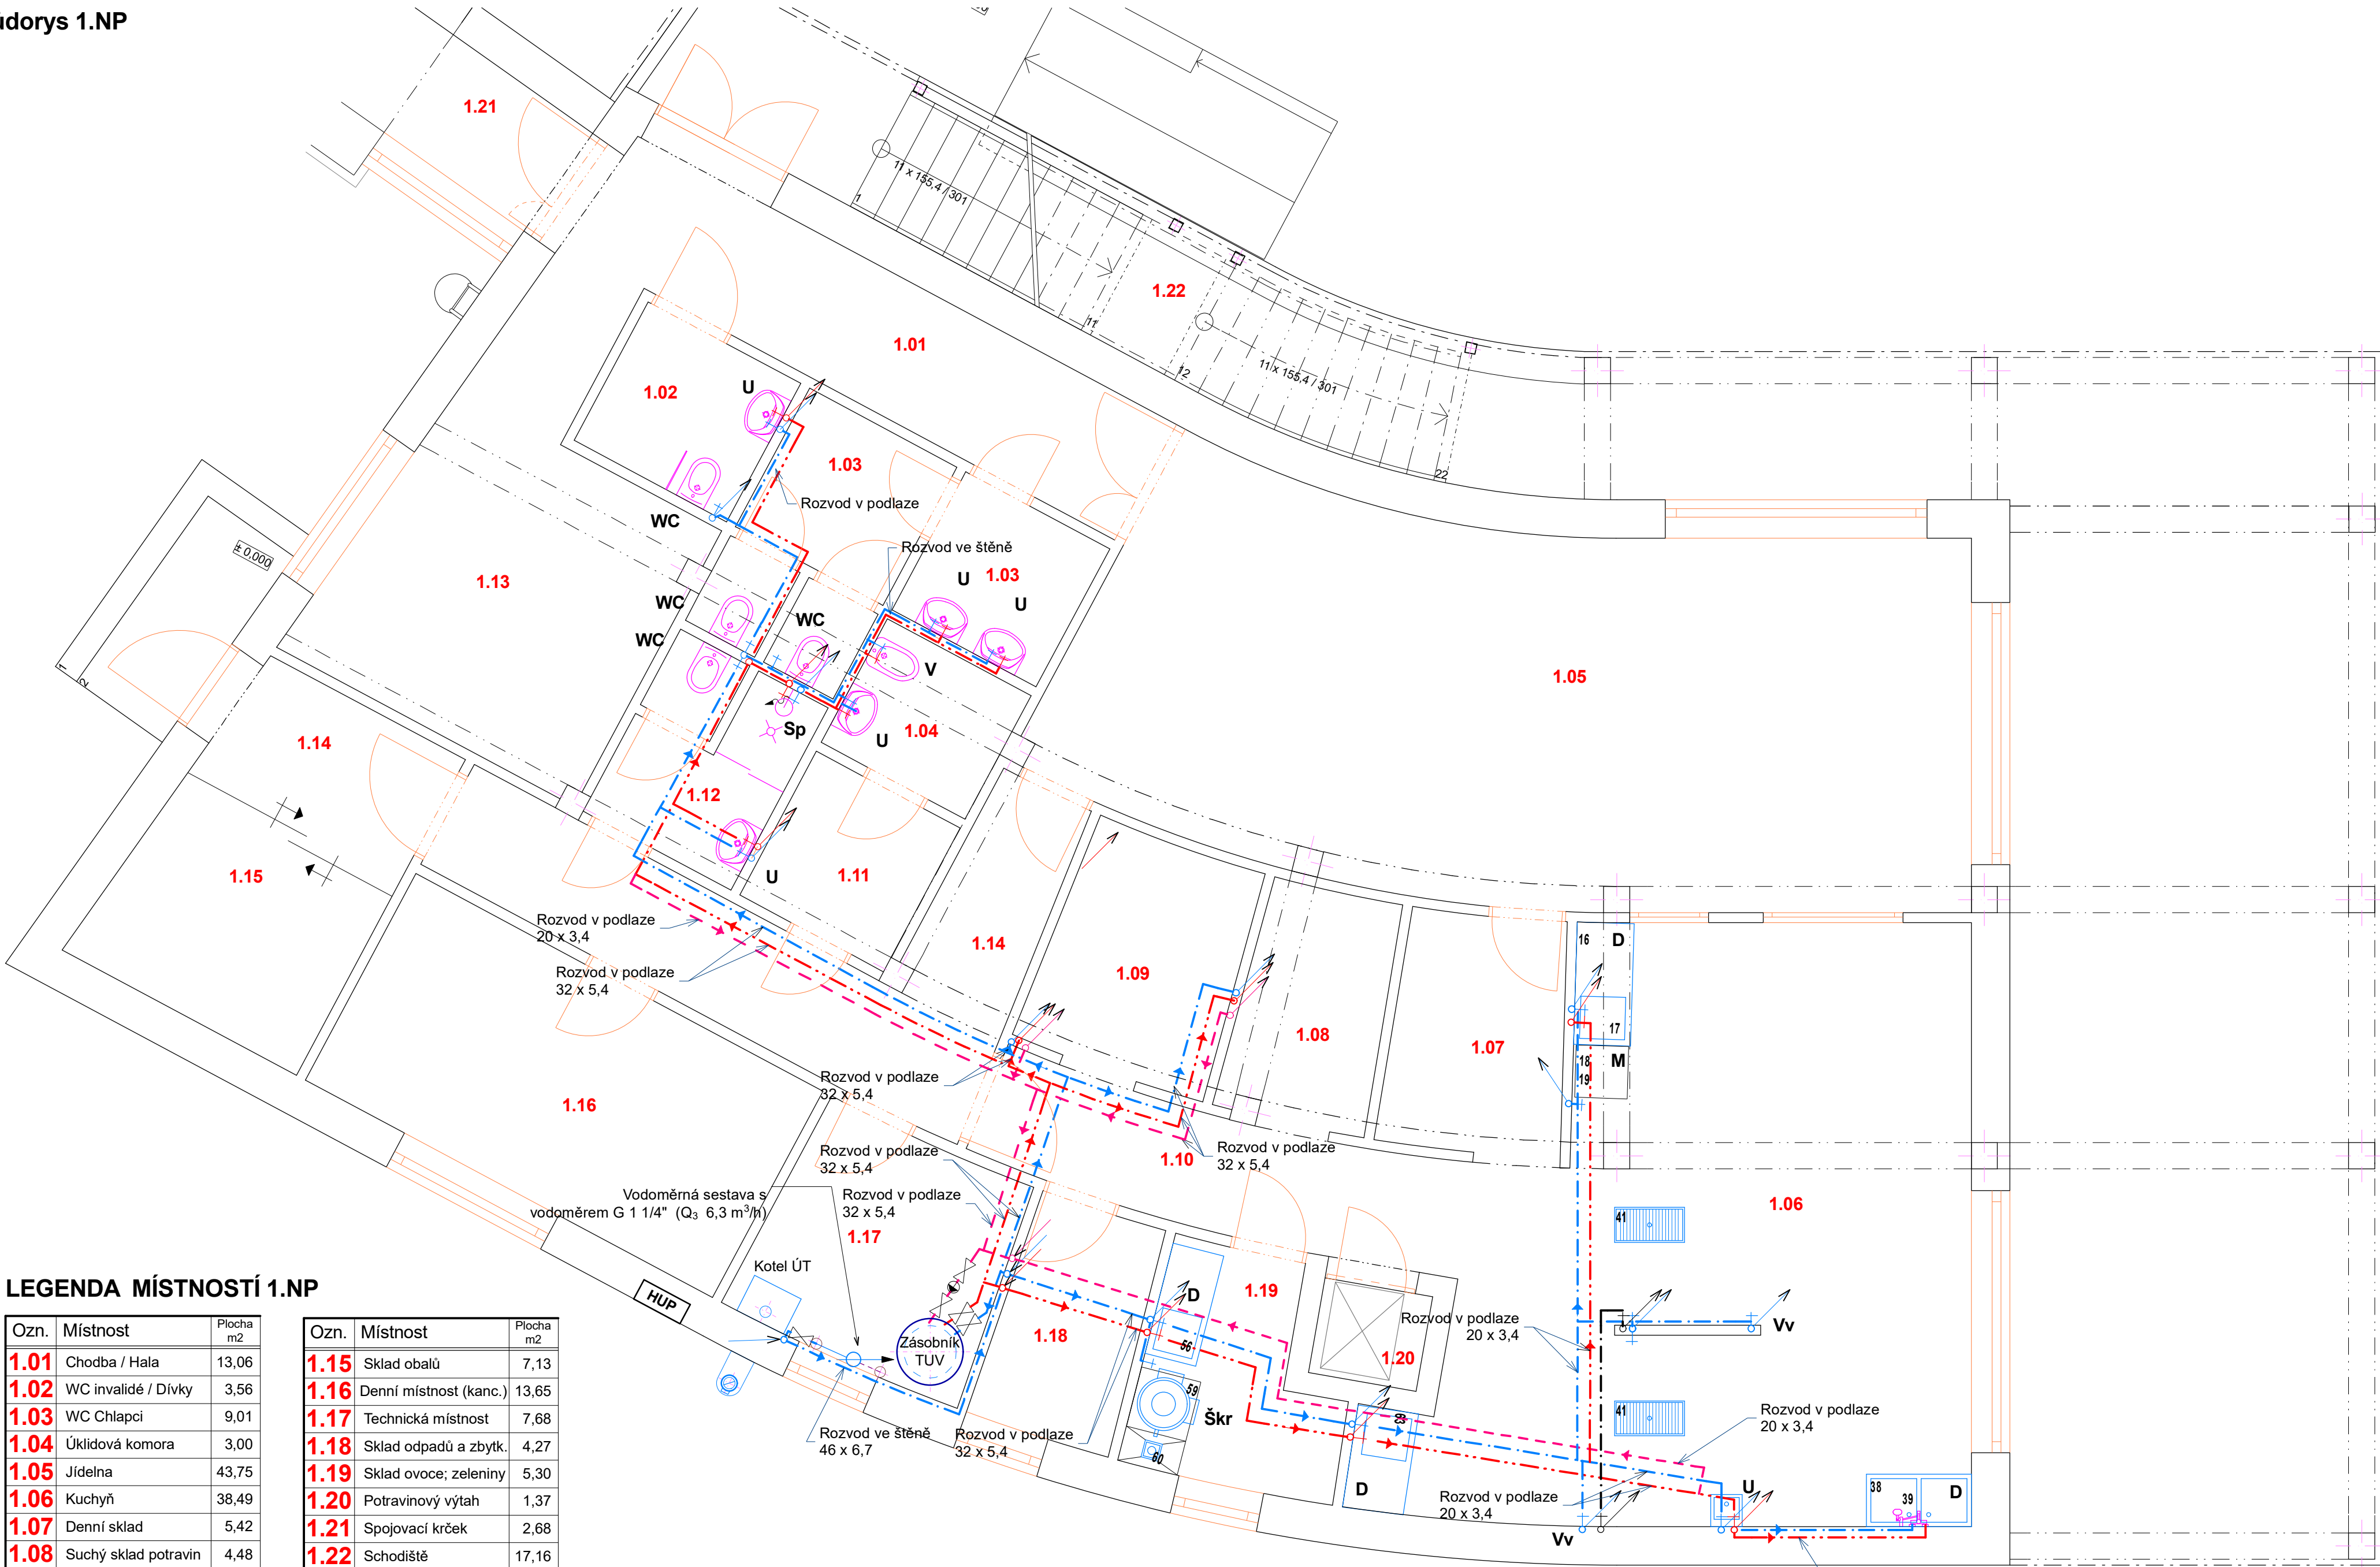 ůdorys 1.NP
1.21
11 x 155,4 / 301
1
1.22
11
12
11 x 155,4 / 301
22
1.01
1.02
U
1.03
Rozvod v podlaze
WC
Rozvod ve štěně
± 0,000
1.13
U
1.03
U
WC
WC
WC
V
1.05
1
2
Sp
U
1.04
1.14
1.12
1.15
U
1.11
Rozvod v podlaze
20 x 3,4
1.14
1.09
16
D
Rozvod v podlaze
32 x 5,4
17
1.08
1.07
18
M
19
Rozvod v podlaze
32 x 5,4
1.16
Rozvod v podlaze
32 x 5,4
Rozvod v podlaze
32 x 5,4
1.10
Vodoměrná sestava s
vodoměrem G 1 1/4" (Q3 6,3 m3/h)
Rozvod v podlaze
32 x 5,4
1.06
41
1.17
Kotel ÚT
HUP
D
1.19
56
1.18
Rozvod v podlaze
20 x 3,4
Vv
Zásobník
TUV
1.20
59
Škr
63
41
Rozvod v podlaze
20 x 3,4
Rozvod ve štěně
46 x 6,7
Rozvod v podlaze
32 x 5,4
60
D
Rozvod v podlaze
20 x 3,4
U
38
39
D
Vv
LEGENDA MÍSTNOSTÍ 1.NP
Ozn. Místnost Plocha m2
1.01 Chodba / Hala 13,06
1.02 WC invalidé / Dívky 3,56
1.03 WC Chlapci 9,01
1.04 Úklidová komora 3,00
1.05 Jídelna 43,75
1.06 Kuchyň 38,49
1.07 Denní sklad 5,42
1.08 Suchý sklad potravin 4,48
Ozn. Místnost Plocha m2
1.15 Sklad obalů 7,13
1.16 Denní místnost (kanc.) 13,65
1.17 Technická místnost 7,68
1.18 Sklad odpadů a zbytk. 4,27
1.19 Sklad ovoce; zeleniny 5,30
1.20 Potravinový výtah 1,37
1.21 Spojovací krček 2,68
1.22 Schodiště 17,16